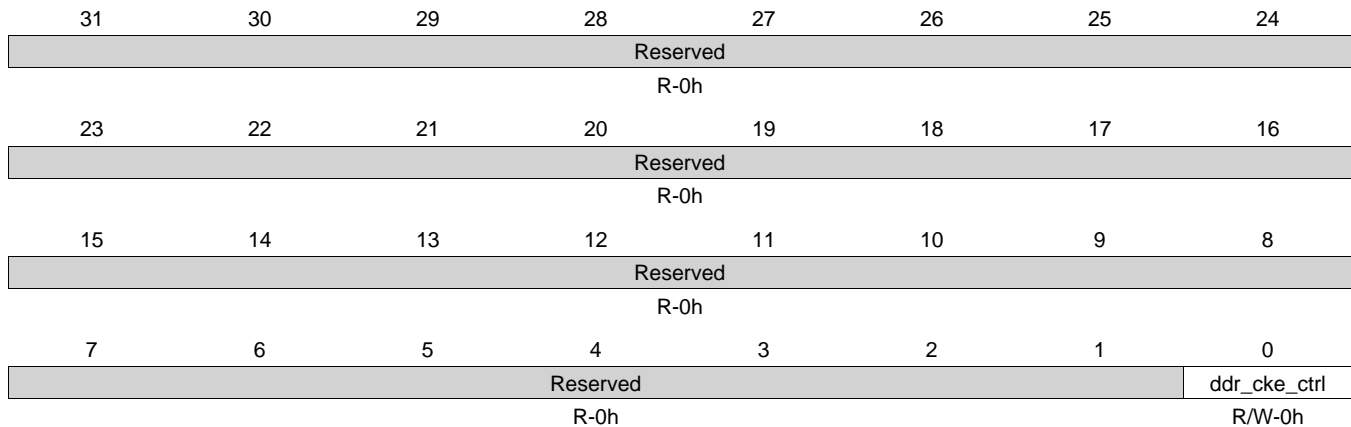 31 30 29 28 27 26 25 24
Reserved
R-0h
23 22 21 20 19 18 17 16
Reserved
R-0h
15 14 13 12 11 10 9 8
Reserved
R-0h
7 6 5 4 3 2 1 0
Reserved ddr_cke_ctrl
R-0h R/W-0h